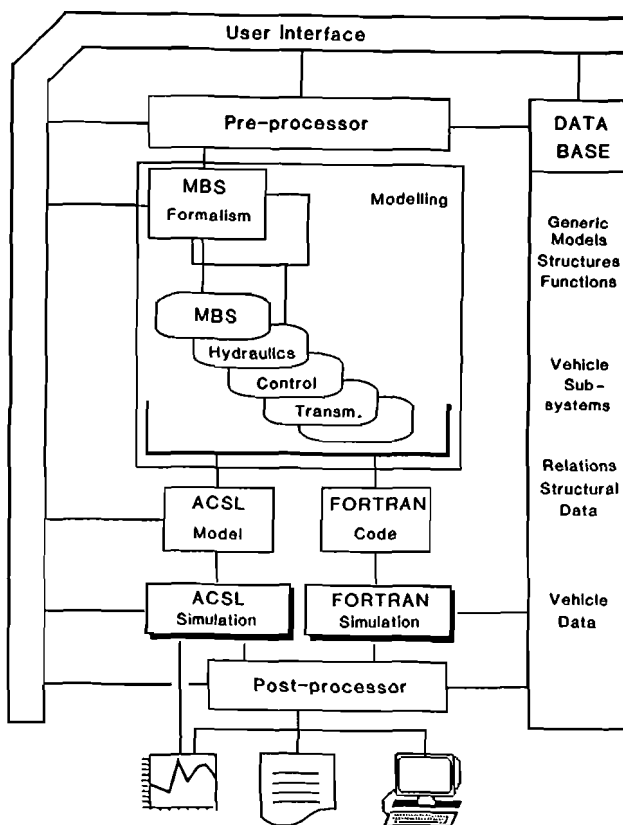 User Interface
Pre-processor
DATA
BASE
MBS
Formalism
Modelling
Generic
Models
Structures
Functions
MBS
Hydraulics
Control
Transm.
Vehicle
Sub-
systems
Relations
Structural
Data
ACSL
Model
FORTRAN
Code
ACSL
Simulation
FORTRAN
Simulation
Vehicle
Data
Post-processor